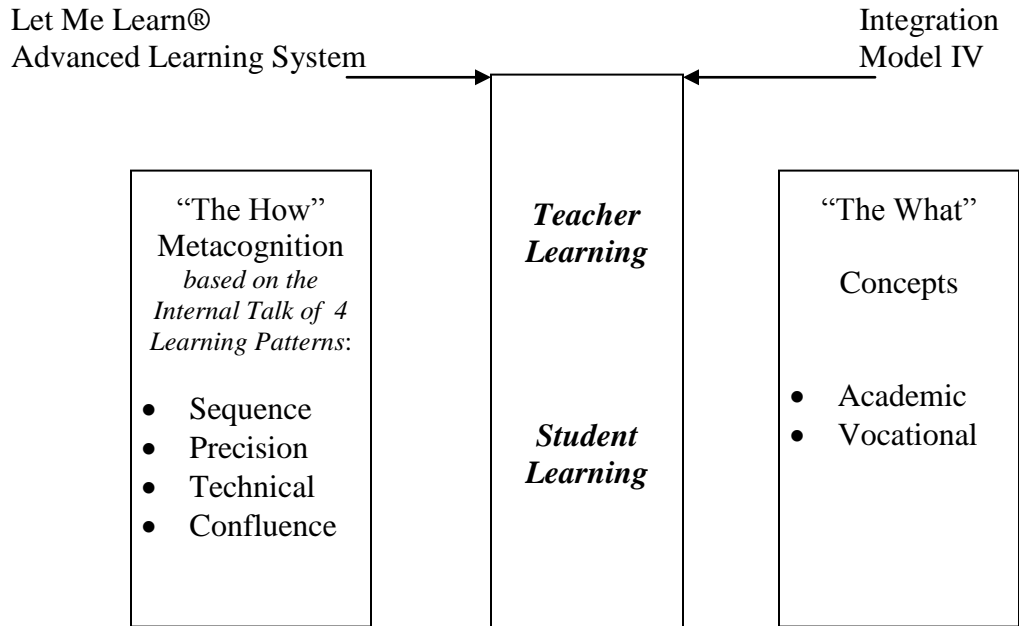 Let Me Learn®
Advanced Learning System
Integration
Model IV
“The How”
Metacognition
based on the
Internal Talk of 4
Learning Patterns:
• Sequence
• Precision
• Technical
• Confluence
Teacher
Learning
Student
Learning
“The What”
Concepts
• Academic
• Vocational